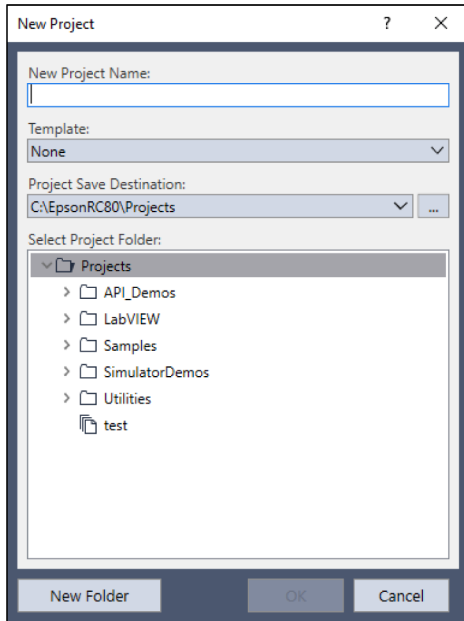 New Project
?
New Project Name:
Template:
None
Project Save Destination:
C:\EpsonRC80\Projects
...
Select Project Folder:
Projects
API_Demos
LabVIEW
Samples
SimulatorDemos
Utilities
test
New Folder OK Cancel